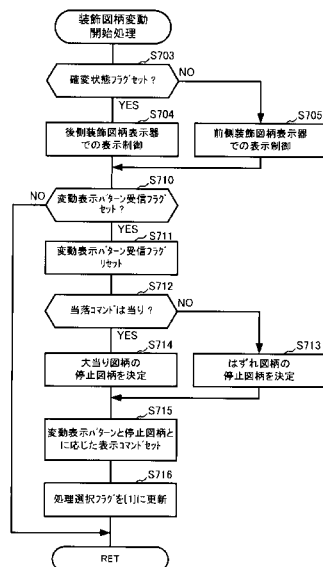 装飾図柄変動
開始処理
S703
確変状態フラグセット?
NO
YES
S704
後側装飾図柄表示器
での表示制御
S705
前側装飾図柄表示器
での表示制御
S710
NO
変動表示パターン受信フラグ
セット?
YES
S711
変動表示パターン受信フラグ
リセット
S712
当落コマンドは当り?
NO
YES
S714
大当り図柄の
停止図柄を決定
S713
はずれ図柄の
停止図柄を決定
S715
変動表示パターンと停止図柄と
に応じた表示コマンドセット
S716
処理選択フラグを[1]に更新
RET